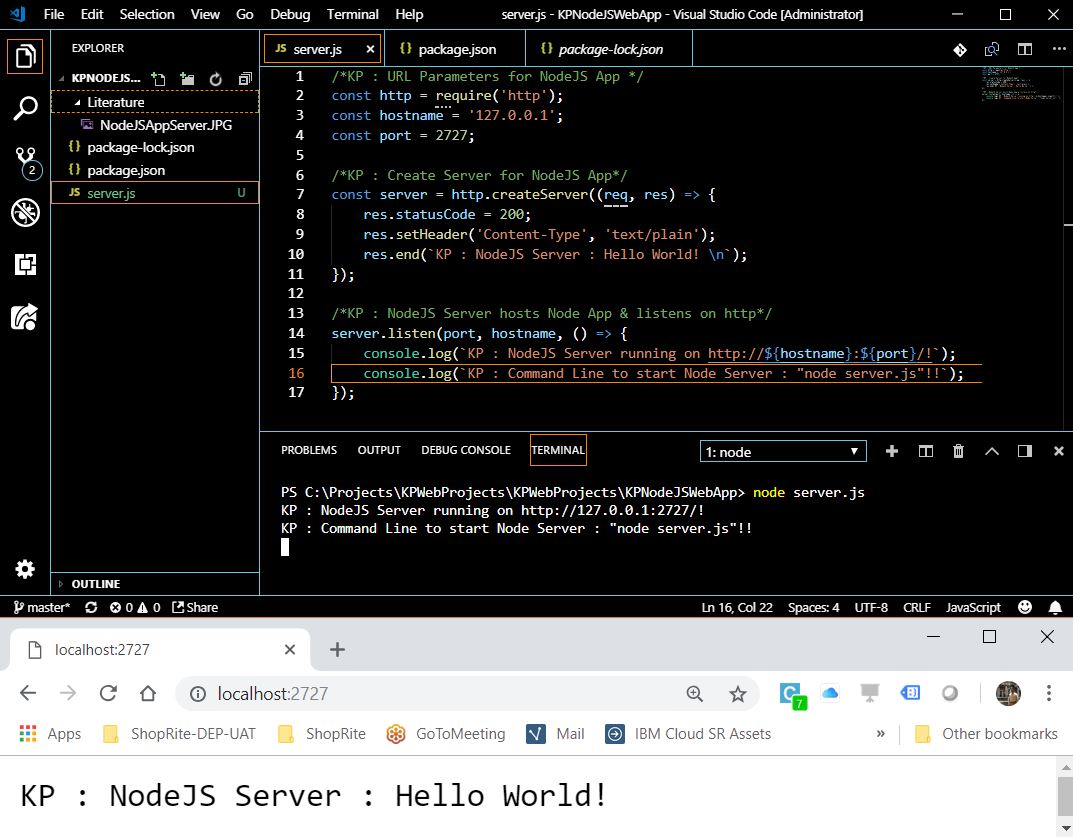 File Edit Selection View Go Debug Terminal Help server.js - KPNodeJSWebApp - Visual Studio Code [Administrator]
EXPLORER
JS server.js × {} package.json {} package-lock.json
KPNODEJS...
Literature
NodeJSAppServer.JPG
{} package-lock.json
{} package.json
JS server.js U
2
1 /*KP : URL Parameters for NodeJS App */
2 const http = require('http');
3 const hostname = '127.0.0.1';
4 const port = 2727;
5
6 /*KP : Create Server for NodeJS App*/
7 const server = http.createServer((req, res) => {
8 res.statusCode = 200;
9 res.setHeader('Content-Type', 'text/plain');
10 res.end(`KP : NodeJS Server : Hello World! \n`);
11 });
12
13 /*KP : NodeJS Server hosts Node App & listens on http*/
14 server.listen(port, hostname, () => {
15 console.log(`KP : NodeJS Server running on http://${hostname}:${port}/!`);
16 console.log(`KP : Command Line to start Node Server : "node server.js"!!`);
17 });
PROBLEMS OUTPUT DEBUG CONSOLE TERMINAL 1: node
PS C:\Projects\KPWebProjects\KPWebProjects\KPNodeJSWebApp> node server.js
KP : NodeJS Server running on http://127.0.0.1:2727/!
KP : Command Line to start Node Server : "node server.js"!!
OUTLINE
master* 0 0 Share Ln 16, Col 22 Spaces: 4 UTF-8 CRLF JavaScript
localhost:2727
localhost:2727 C 7
Apps ShopRite-DEP-UAT ShopRite GoToMeeting Mail IBM Cloud SR Assets » Other bookmarks
KP : NodeJS Server : Hello World!